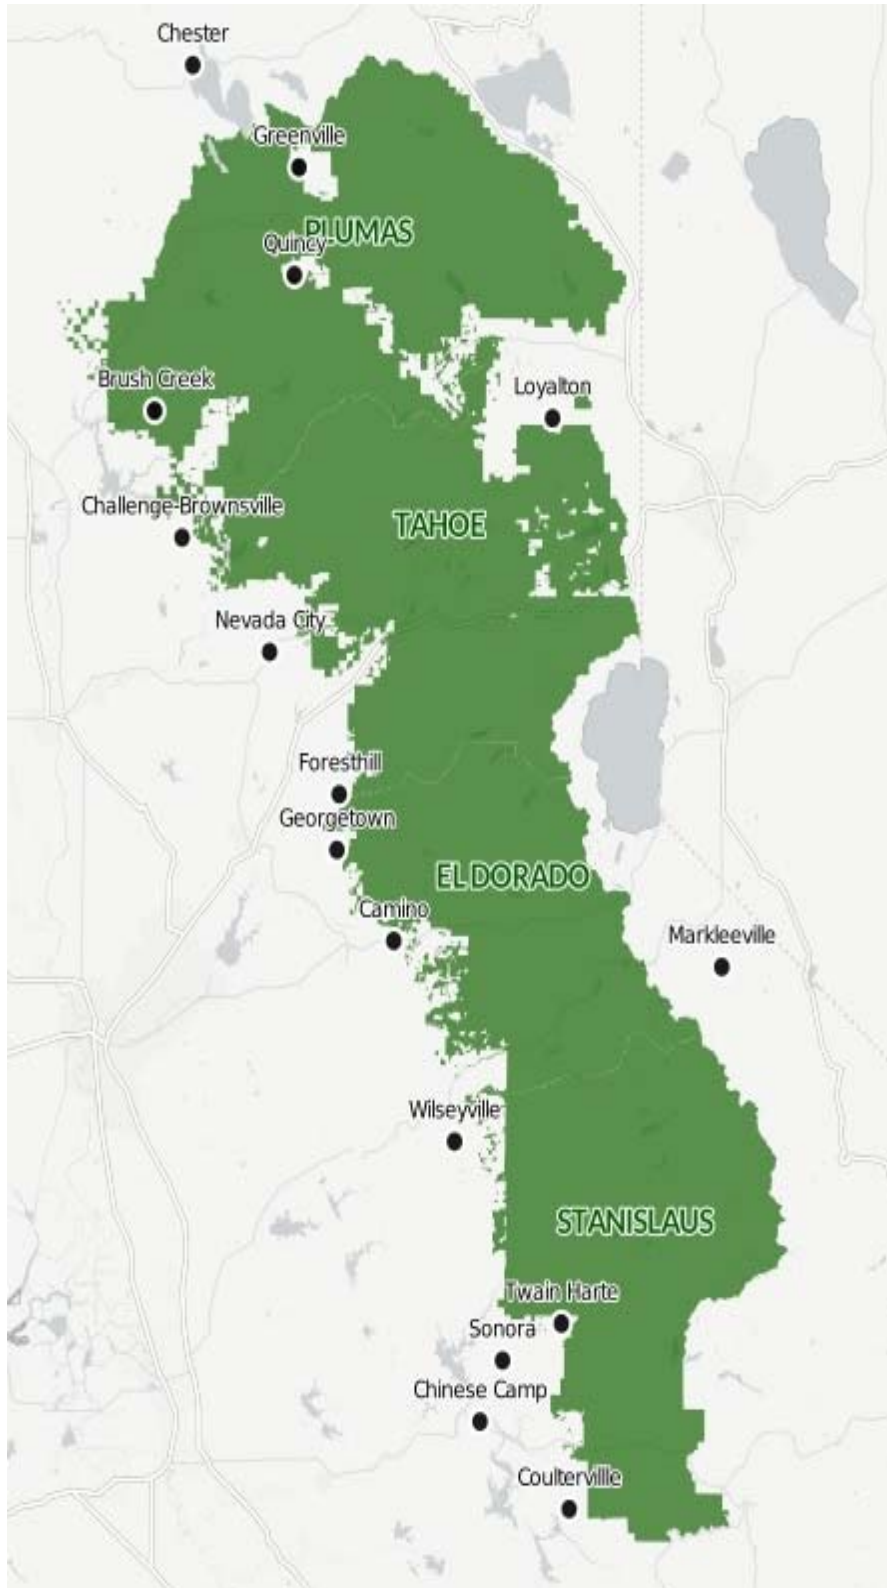 Chester
Greenville
PLUMAS
Quincy
Brush Creek
Loyalton
Challenge-Brownsville
TAHOE
Nevada City
Foresthill
Georgetown
EL DORADO
Camino
Markleeville
Wilseyville
STANISLAUS
Twain Harte
Sonora
Chinese Camp
Coulterville